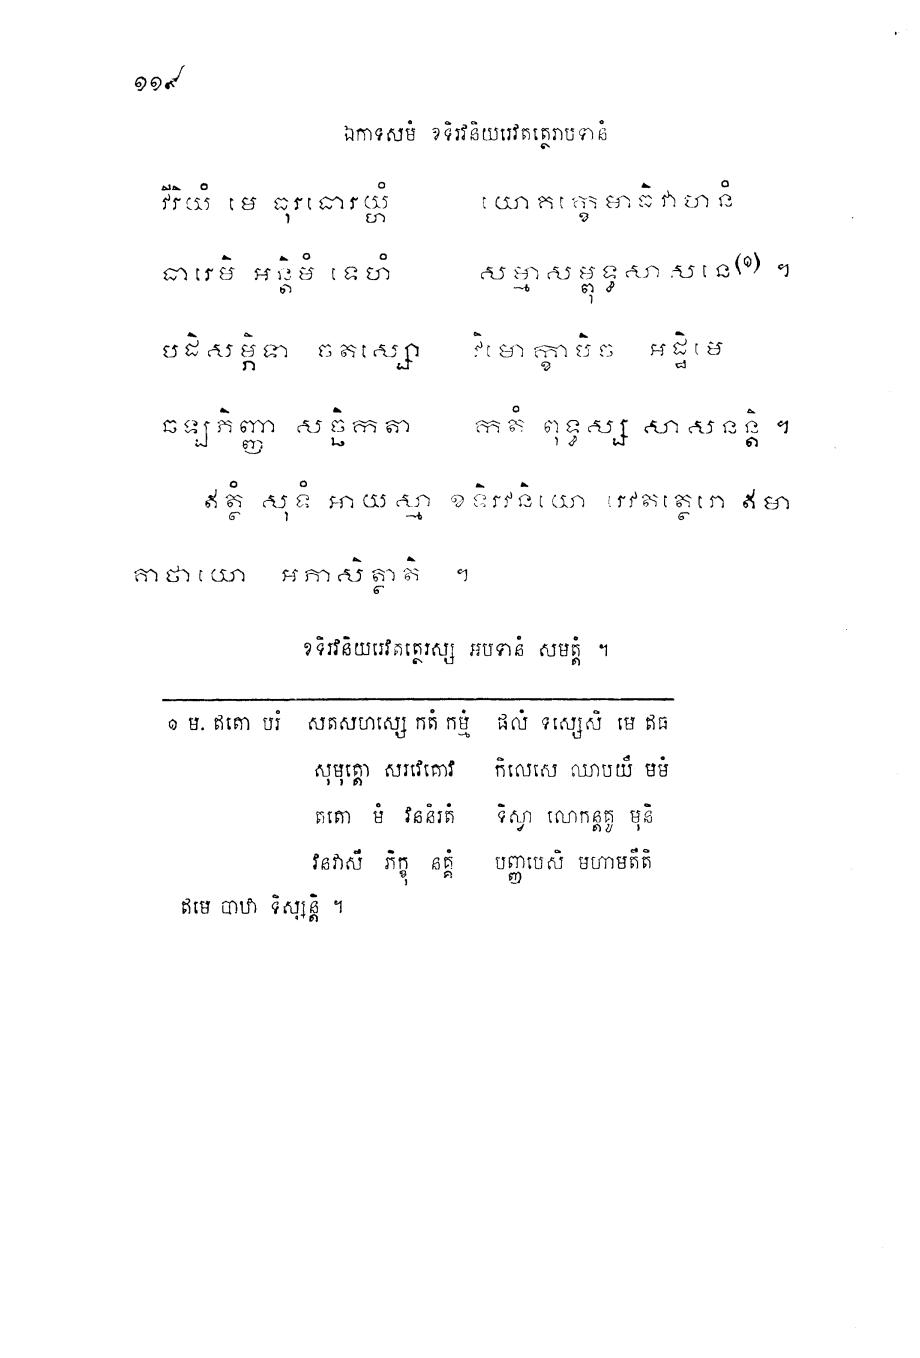 ១១៩
ឯកាទសមំ ខទិរវនិយរេវតត្ថេរាបទានំ
វីរិយំ មេ ធុរធោរយ្ហំ យោគក្ខេមាធិវាហនំ
ធារេមិ អន្តិមំ ទេហំ សម្មាសម្ពុទ្ធសាសនេ(១) ។
បដិសម្ភិទា ចតស្សោ វិមោក្ខាបិច អដ្ឋិមេ
ឆឡភិញ្ញា សច្ឆិកតា កតំ ពុទ្ធស្ស សាសនន្តិ ។
ឥត្ថំ សុទំ អាយស្មា ខទិរវនិយោ រេវតត្ថេរោ ឥមា
គាថាយោ អភាសិត្ថាតិ ។
ខទិរវនិយរេវតត្ថេរស្ស អបទានំ សមត្តំ ។
១ ម. ឥតោ បរំ សតសហស្សេ កតំ កម្មំ ផលំ ទស្សេសិ មេ ឥធ
សុមុត្តោ សរវេគោវ កិលេសេ ឈាបយឹ មមំ
តតោ មំ វននិរតំ ទិស្វា លោកន្តគូ មុនិ
វនវាសឹ ភិក្ខុ នគ្គំ បញ្ញាបេសិ មហាមតីតិ
ឥមេ បាឋា ទិស្សន្តិ ។